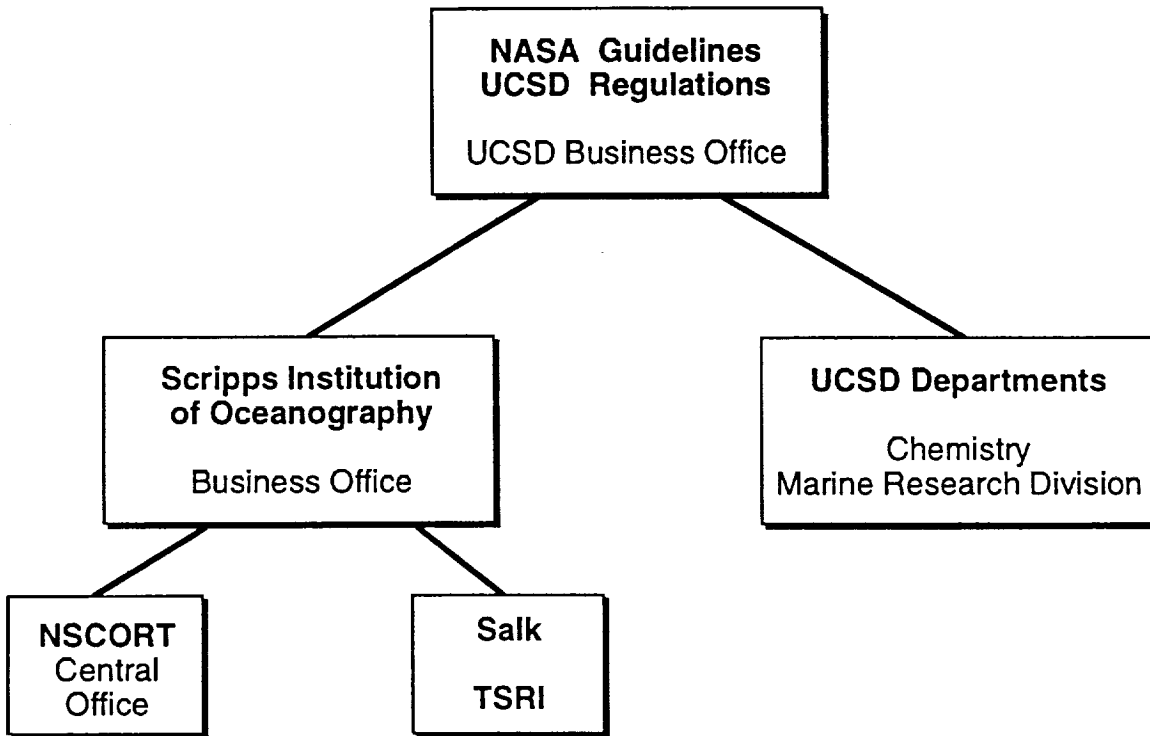 NASA Guidelines
UCSD Regulations
UCSD Business Office
Scripps Institution
of Oceanography
Business Office
UCSD Departments
Chemistry
Marine Research Division
NSCORT
Central
Office
Salk
TSRI